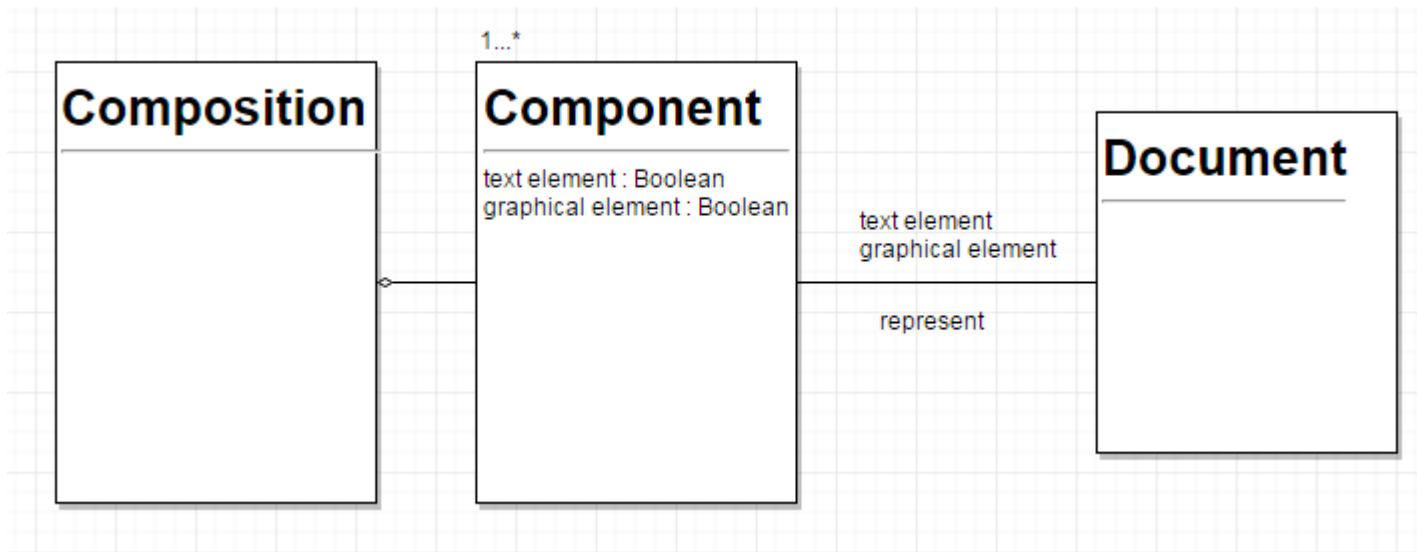 1...*
Composition
Component
text element : Boolean
graphical element : Boolean
text element
graphical element
represent
Document